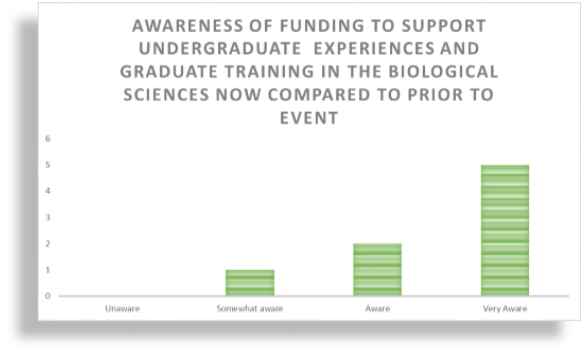 AWARENESS OF FUNDING TO SUPPORT
UNDERGRADUATE EXPERIENCES AND
GRADUATE TRAINING IN THE BIOLOGICAL
SCIENCES NOW COMPARED TO PRIOR TO
EVENT
6
5
4
3
2
1
0
Unaware Somewhat aware Aware Very Aware